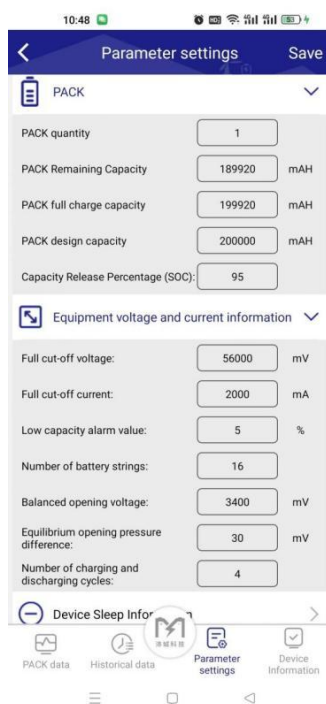 10:48
Parameter settings
Save
PACK
PACK quantity
1
PACK Remaining Capacity
189920
mAH
PACK full charge capacity
199920
mAH
PACK design capacity
200000
mAH
Capacity Release Percentage (SOC):
95
Equipment voltage and current information
Full cut-off voltage:
56000
mV
Full cut-off current:
2000
mA
Low capacity alarm value:
5
%
Number of battery strings:
16
Balanced opening voltage:
3400
mV
Equilibrium opening pressure
difference:
30
mV
Number of charging and
discharging cycles:
4
Device Sleep Infor
n
PACK data
Historical data
Parameter
settings
Device
Information